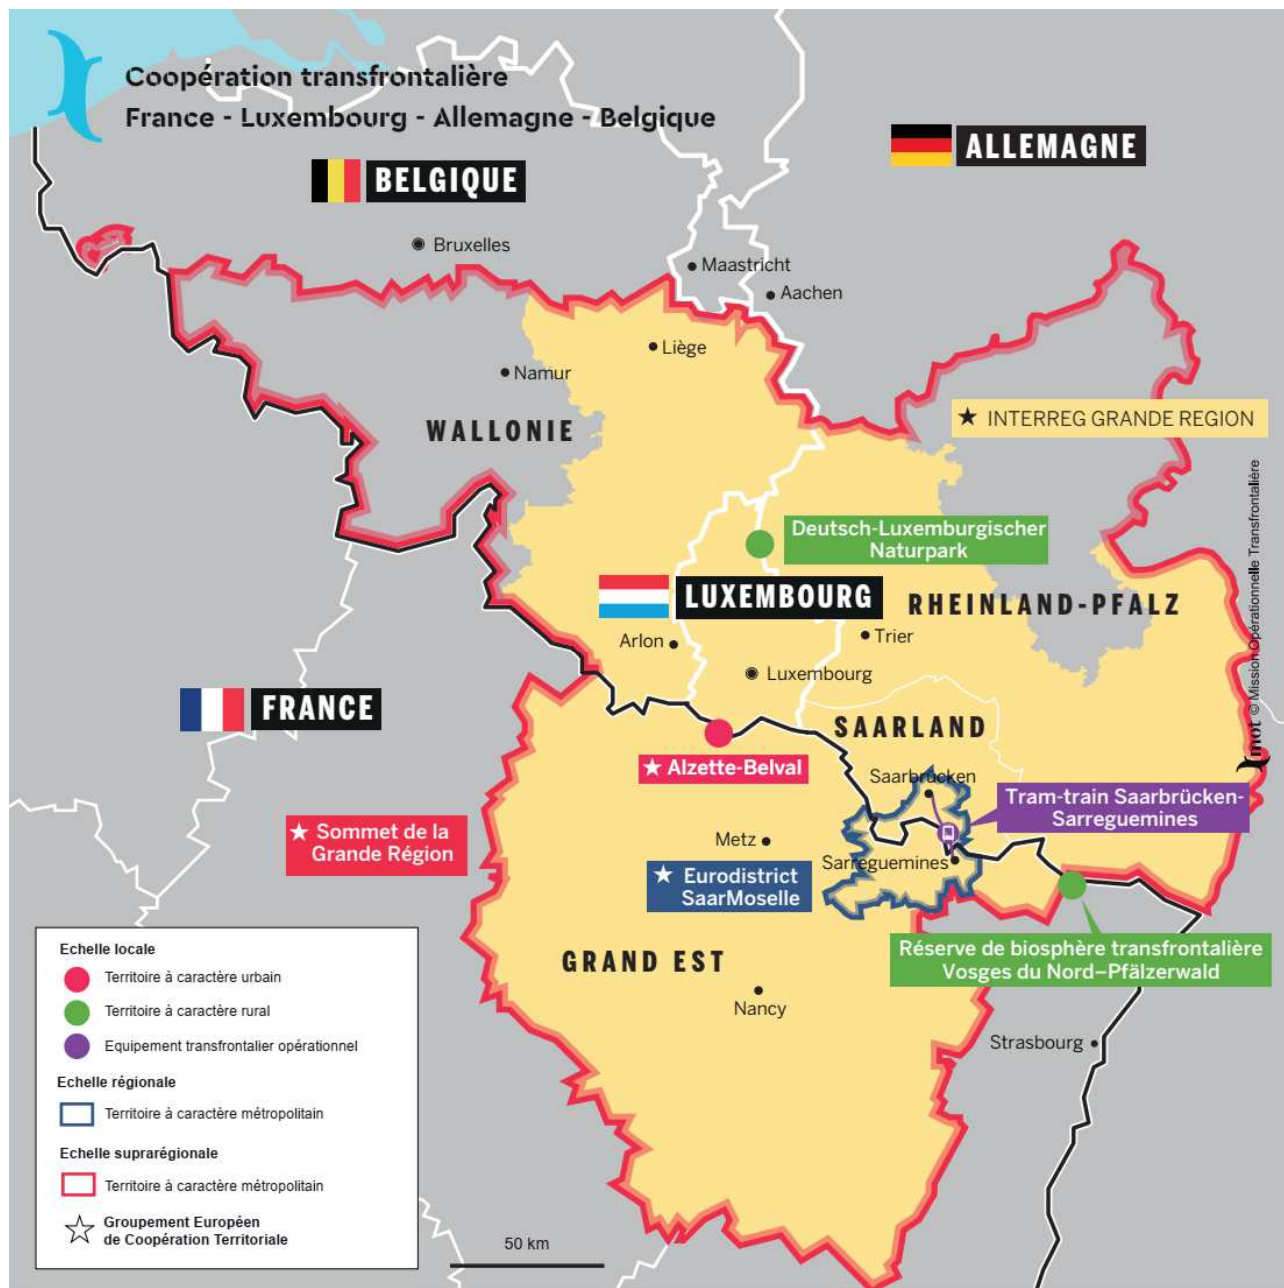 Coopération transfrontalière
France - Luxembourg - Allemagne - Belgique
ALLEMAGNE
BELGIQUE
Bruxelles
Maastricht
Aachen
Liège
Namur
WALLONIE
★ INTERREG GRANDE REGION
Deutsch-Luxemburgischer
Naturpark
LUXEMBOURG
RHEINLAND-PFALZ
Arlon
Trier
Luxembourg
FRANCE
SAARLAND
★ Alzette-Belval
Saarbrücken
Tram-train Saarbrücken-
Sarreguemines
★ Sommet de la
Grande Région
Metz
Sarreguemines
★ Eurodistrict
SaarMoselle
GRAND EST
Réserve de biosphère transfrontalière
Vosges du Nord–Pfälzerwald
Nancy
Strasbourg
Echelle locale
Territoire à caractère urbain
Territoire à caractère rural
Equipement transfrontalier opérationnel
Echelle régionale
Territoire à caractère métropolitain
Echelle suprarégionale
Territoire à caractère métropolitain
Groupement Européen
de Coopération Territoriale
50 km
mot © Mission Opérationnelle Transfrontalière